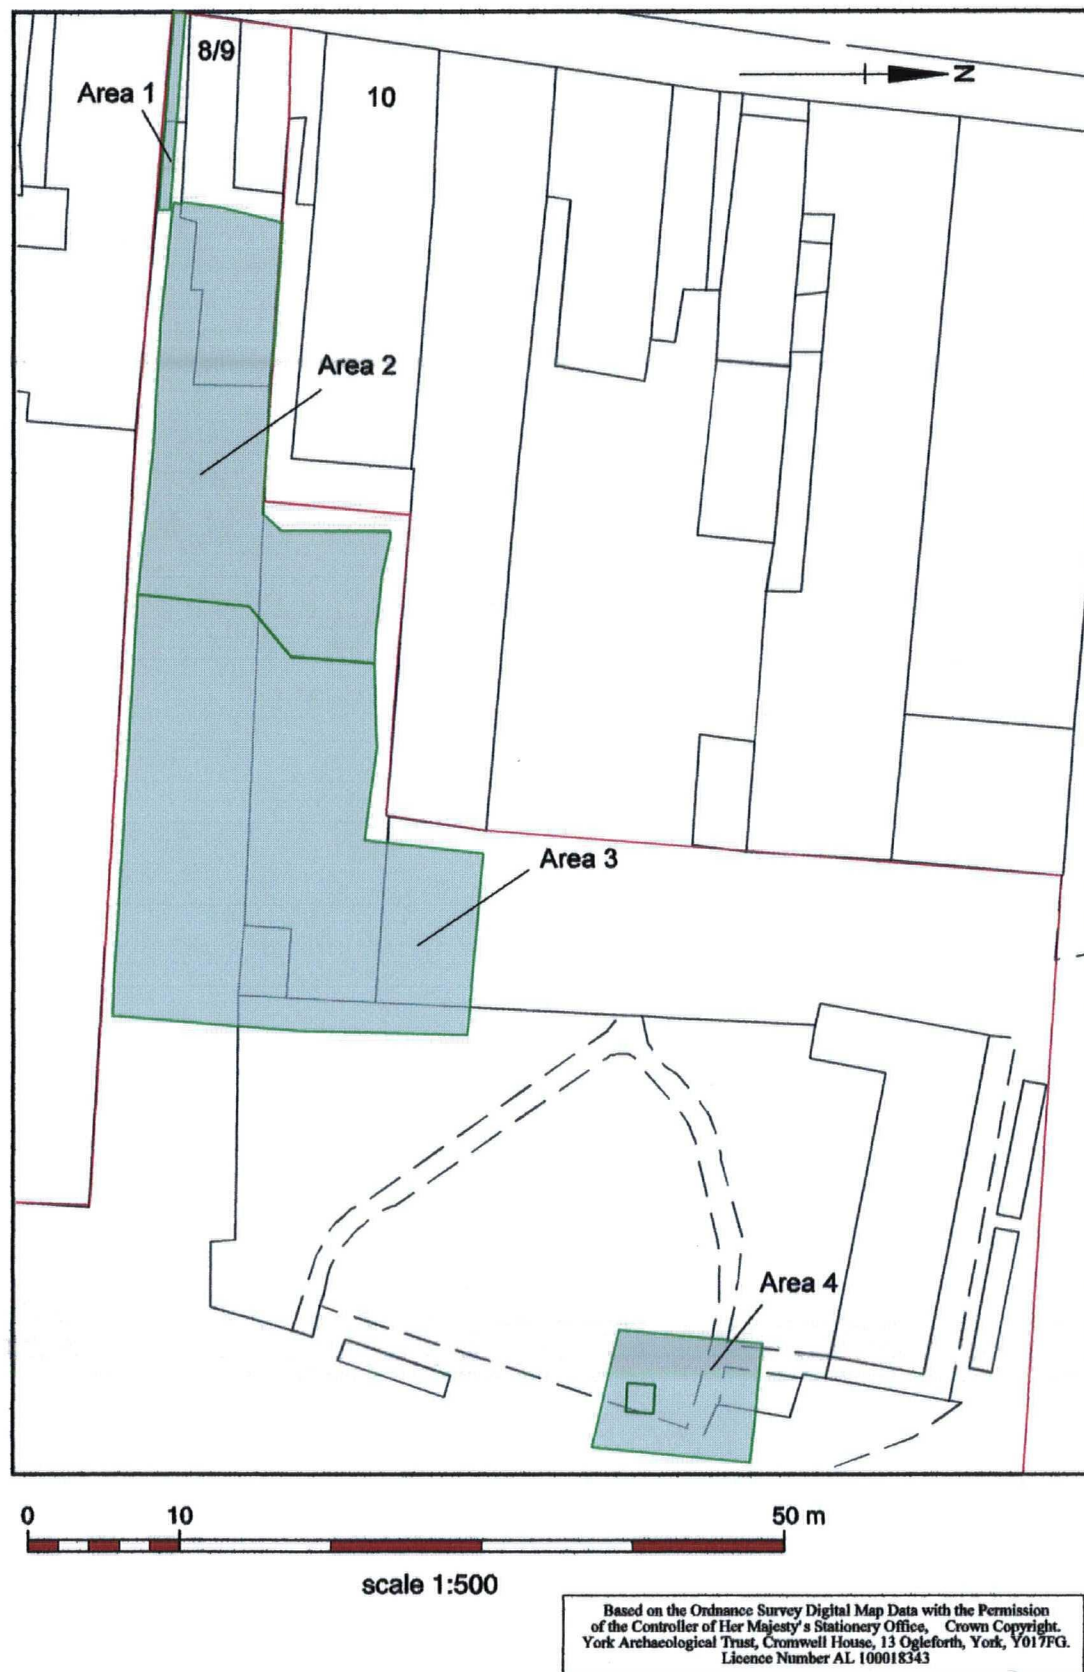 8/9
Area 1
10
N
Area 2
Area 3
Area 4
0 10 50 m
scale 1:500
Based on the Ordnance Survey Digital Map Data with the Permission
of the Controller of Her Majesty's Stationery Office, Crown Copyright.
York Archaeological Trust, Cromwell House, 13 Ogleforth, York, YO17FG.
Licence Number AL 100018343